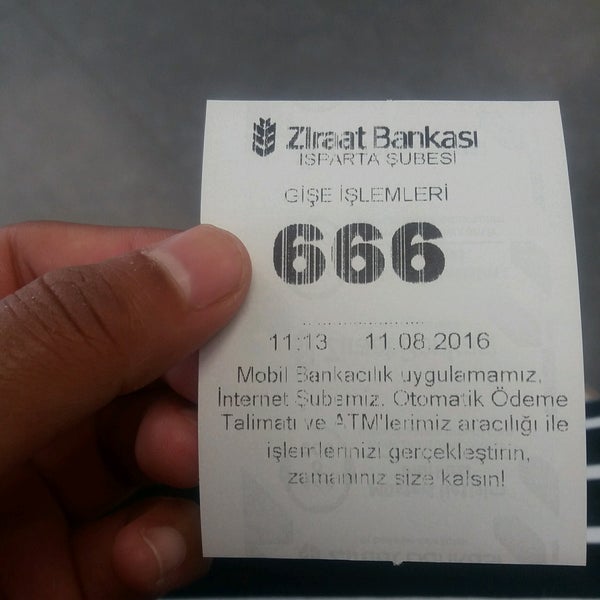 Ziraat Bankası
ISPARTA ŞUBESİ
GİŞE İŞLEMLERİ
666
11:13 11.08.2016
Mobil Bankacılık uygulamamız,
İnternet Şubemiz, Otomatik Ödeme
Talimatı ve ATM'lerimiz aracılığı ile
işlemlerinizi gerçekleştirin,
zamanınız size kalsın!